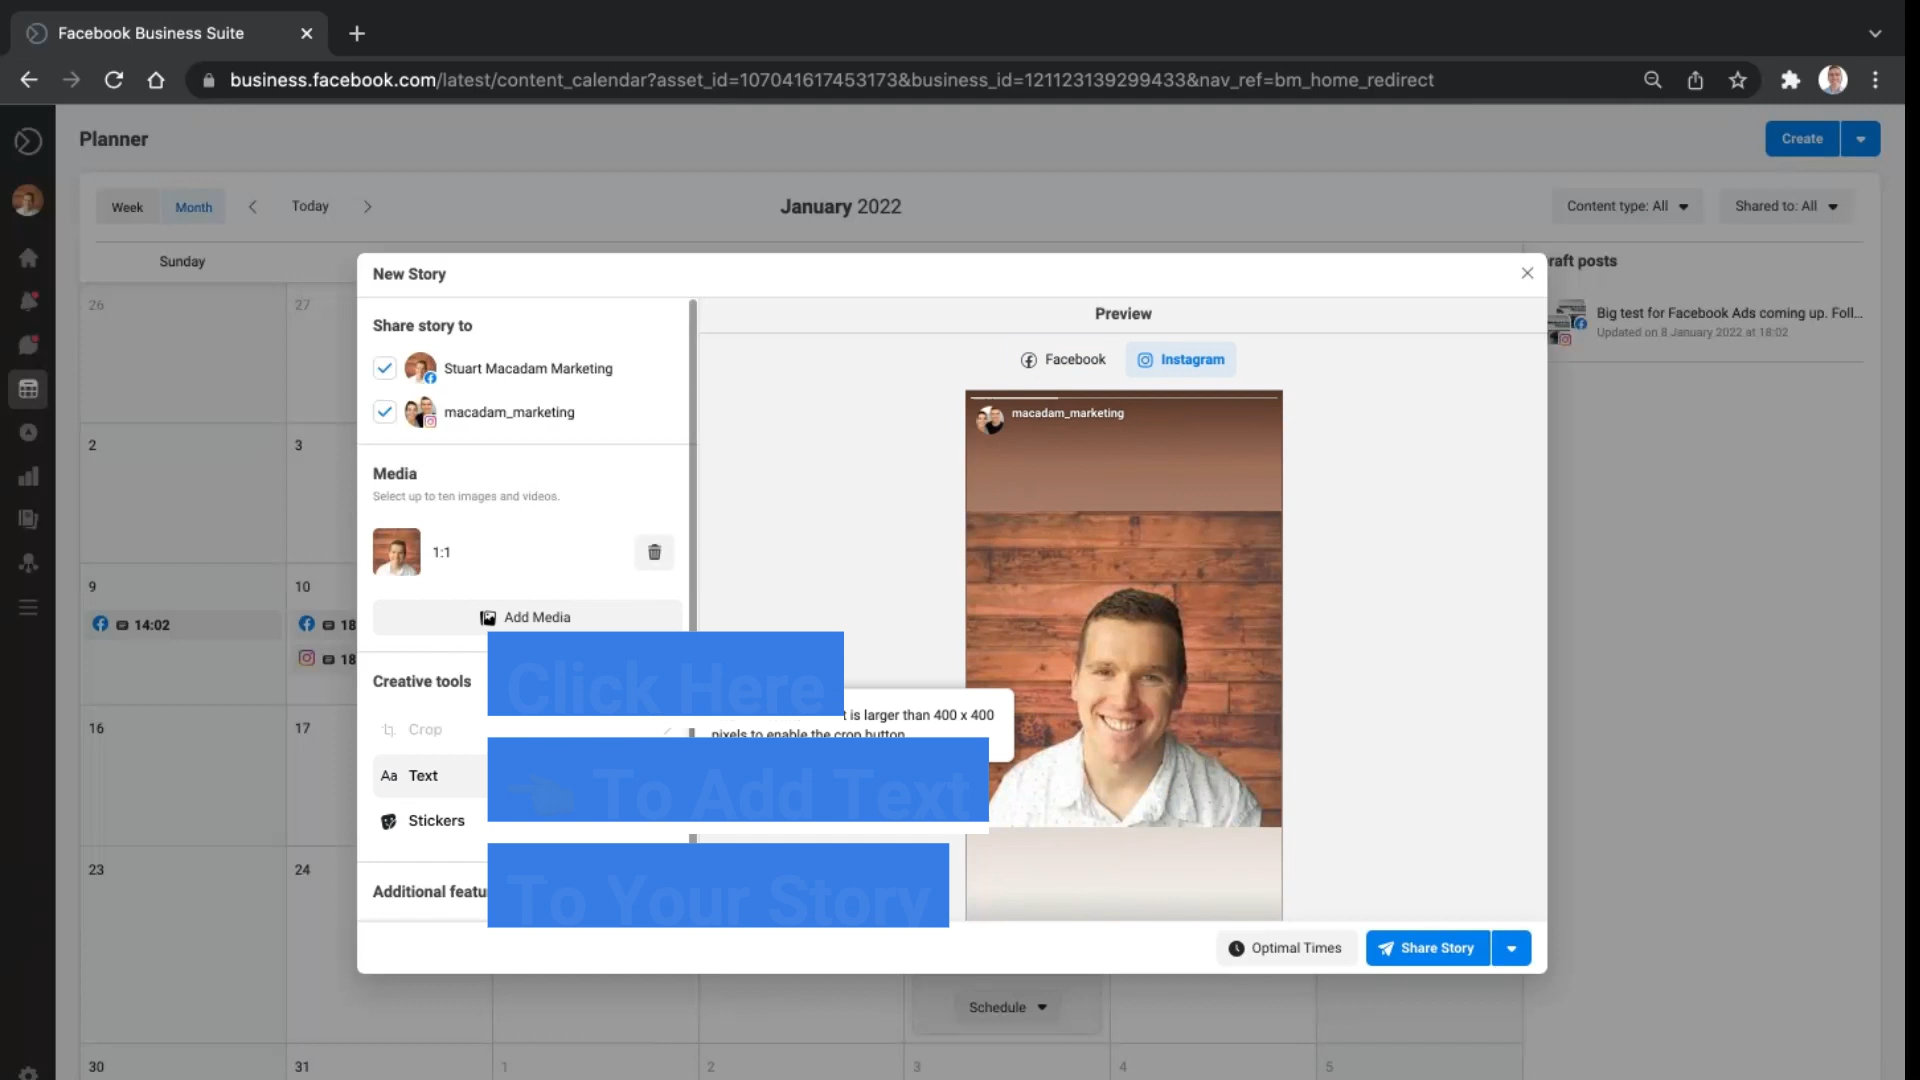 Facebook Business Suite
business.facebook.com/latest/content_calendar?asset_id=107041617453173&business_id=121123139299433&nav_ref=bm_home_redirect
Planner
Create
Week
Month
Today
January 2022
Content type: All
Shared to: All
Sunday
26
27
2
3
9
10
14:02
18
18
16
17
23
24
30
31
1
2
3
4
5
raft posts
Big test for Facebook Ads coming up. Foll...
Updated on 8 January 2022 at 18:02
New Story
Share story to
Stuart Macadam Marketing
macadam_marketing
Media
Select up to ten images and videos.
1:1
Add Media
Creative tools
Crop
Aa Text
Stickers
Additional featu
Click Here
To Add Text
To Your Story
t is larger than 400 x 400
pixels to enable the crop button
Preview
Facebook
Instagram
macadam_marketing
Optimal Times
Share Story
Schedule